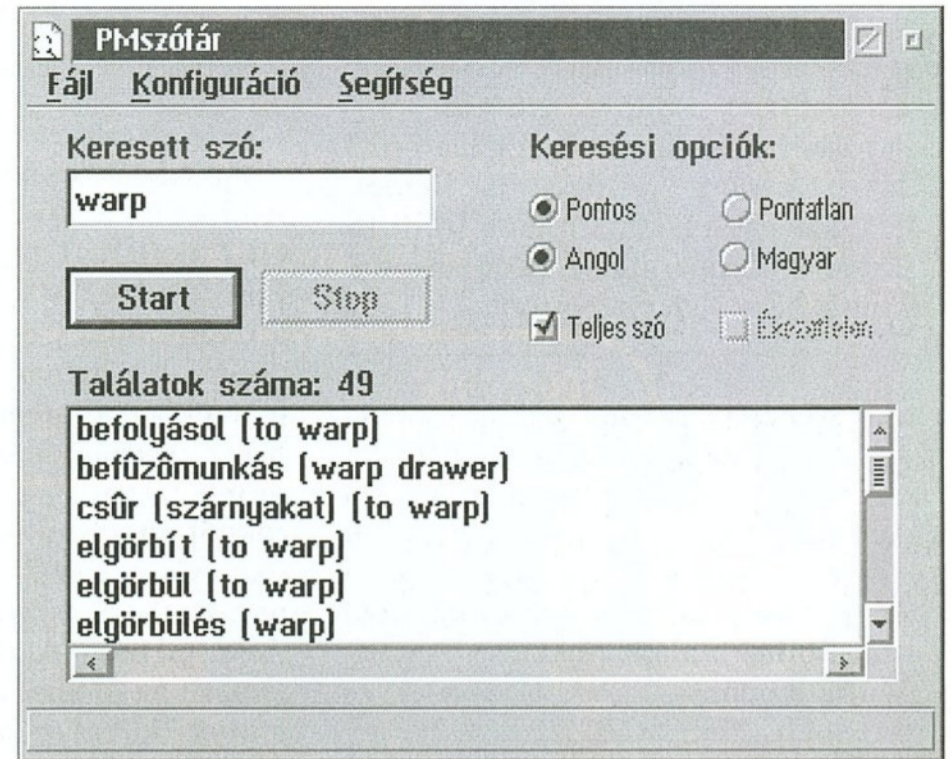 PMszótár
Fájl Konfiguráció Segítség
Keresett szó:
Keresési opciók:
warp
Pontos Pontatlan
Angol Magyar
Start Stop
Teljes szó Ékezettelen
Találatok száma: 49
befolyásol (to warp)
befûzômunkás (warp drawer)
csûr (szárnyakat) (to warp)
elgörbít (to warp)
elgörbül (to warp)
elgörbülés (warp)